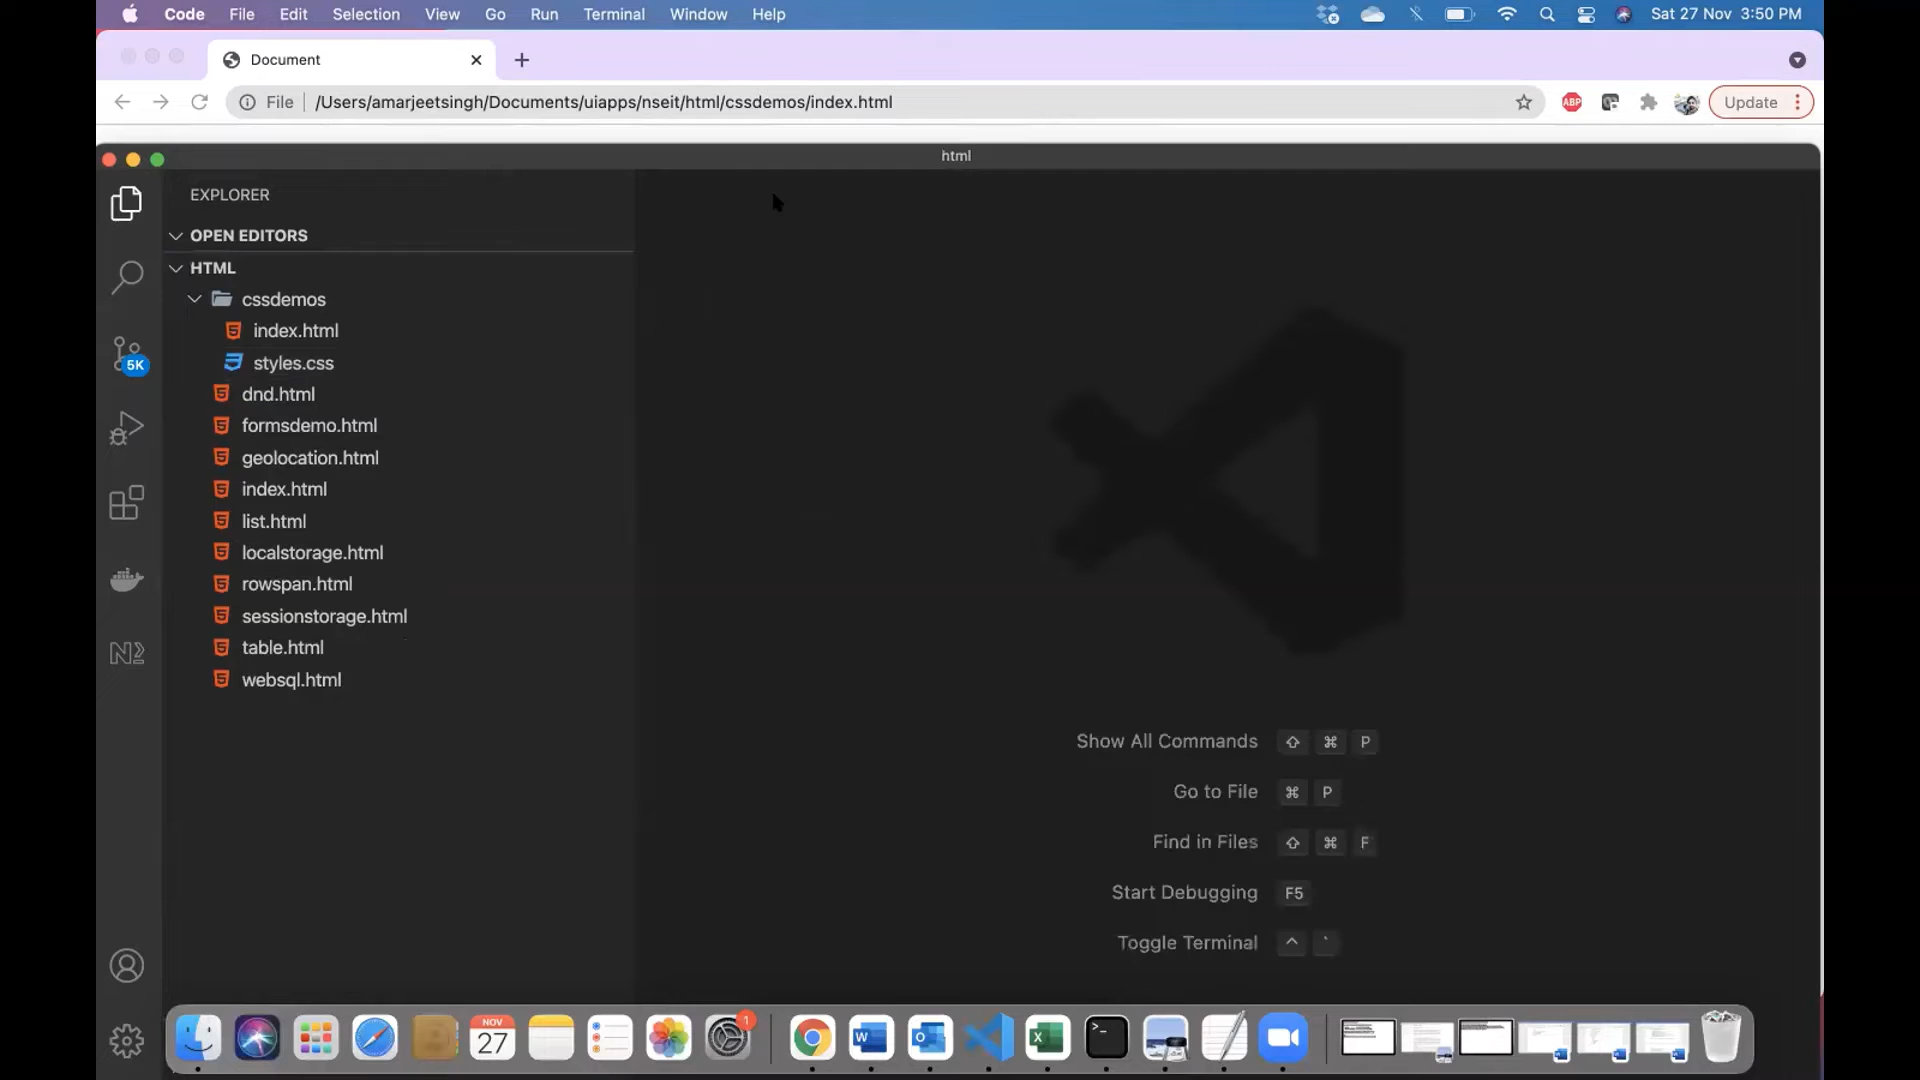 Code File Edit Selection View Go Run Terminal Window Help Sat 27 Nov 3:50 PM
Document
File /Users/amarjeetsingh/Documents/uiapps/nseit/html/cssdemos/index.html ABP Update
html
EXPLORER
OPEN EDITORS
HTML
cssdemos
index.html
styles.css
5K
dnd.html
formsdemo.html
geolocation.html
index.html
list.html
localstorage.html
rowspan.html
sessionstorage.html
table.html
websql.html
Show All Commands ⇧ ⌘ P
Go to File ⌘ P
Find in Files ⇧ ⌘ F
Start Debugging F5
Toggle Terminal ^ `
NOV
27
1